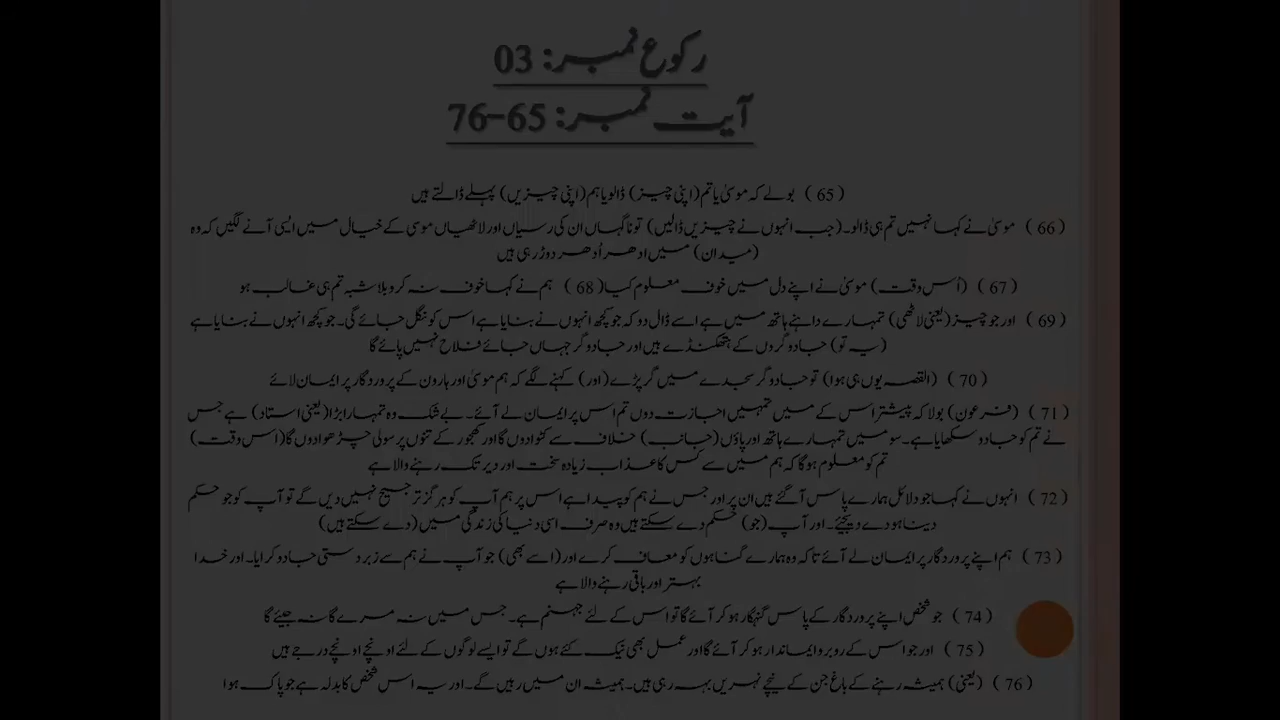 رکوع نمبر: 03
آیت نمبر: 65-76
( 65 ) بولے کہ موسیٰ یا تم (اپنی چیز) ڈالو یا ہم (اپنی چیزیں) پہلے ڈالتے ہیں
( 66 ) موسیٰ نے کہا نہیں تم ہی ڈالو۔ (جب انہوں نے چیزیں ڈالیں) تو ناگہاں ان کی رسیاں اور لاٹھیاں موسیٰ کے خیال میں ایسی آنے لگیں کہ وہ
(میدان) میں ادھر اُدھر دوڑ رہی ہیں
( 67 ) (اُس وقت) موسیٰ نے اپنے دل میں خوف معلوم کیا ( 68 ) ہم نے کہا خوف نہ کرو بلاشبہ تم ہی غالب ہو
( 69 ) اور جو چیز (یعنی لاٹھی) تمہارے داہنے ہاتھ میں ہے اسے ڈال دو کہ جو کچھ انہوں نے بنایا ہے اس کو نگل جائے گی۔ جو کچھ انہوں نے بنایا ہے
(یہ تو) جادوگروں کے ہتھکنڈے ہیں اور جادوگر جہاں جائے فلاح نہیں پائے گا
( 70 ) (القصہ یوں ہی ہوا) تو جادوگر سجدے میں گر پڑے (اور) کہنے لگے کہ ہم موسیٰ اور ہارون کے پروردگار پر ایمان لائے
( 71 ) (فرعون) بولا کہ پیشتر اس کے میں تمہیں اجازت دوں تم اس پر ایمان لے آئے۔ بےشک وہ تمہارا بڑا (یعنی استاد) ہے جس
نے تم کو جادو سکھایا ہے۔ سو میں تمہارے ہاتھ اور پاؤں (جانب) خلاف سے کٹوا دوں گا اور کھجور کے تنوں پر سولی چڑھوا دوں گا (اس وقت)
تم کو معلوم ہوگا کہ ہم میں سے کس کا عذاب زیادہ سخت اور دیر تک رہنے والا ہے
( 72 ) انہوں نے کہا جو دلائل ہمارے پاس آگئے ہیں ان پر اور جس نے ہم کو پیدا ہے اس پر ہم آپ کو ہرگز ترجیح نہیں دیں گے تو آپ کو جو حکم
دینا ہو دے دیجیئے۔ اور آپ (جو) حکم دے سکتے ہیں وہ صرف اسی دنیا کی زندگی میں (دے سکتے ہیں)
( 73 ) ہم اپنے پروردگار پر ایمان لے آئے تاکہ وہ ہمارے گناہوں کو معاف کرے اور (اسے بھی) جو آپ نے ہم سے زبردستی جادو کرایا۔ اور خدا
بہتر اور باقی رہنے والا ہے
( 74 ) جو شخص اپنے پروردگار کے پاس گنہگار ہو کر آئے گا تو اس کے لئے جہنم ہے۔ جس میں نہ مرے گا نہ جیئے گا
( 75 ) اور جو اس کے روبرو ایماندار ہو کر آئے گا اور عمل بھی نیک کئے ہوں گے تو ایسے لوگوں کے لئے اونچے اونچے درجے ہیں
( 76 ) (یعنی) ہمیشہ رہنے کے باغ جن کے نیچے نہریں بہہ رہی ہیں۔ ہمیشہ ان میں رہیں گے۔ اور یہ اس شخص کا بدلہ ہے جو پاک ہوا